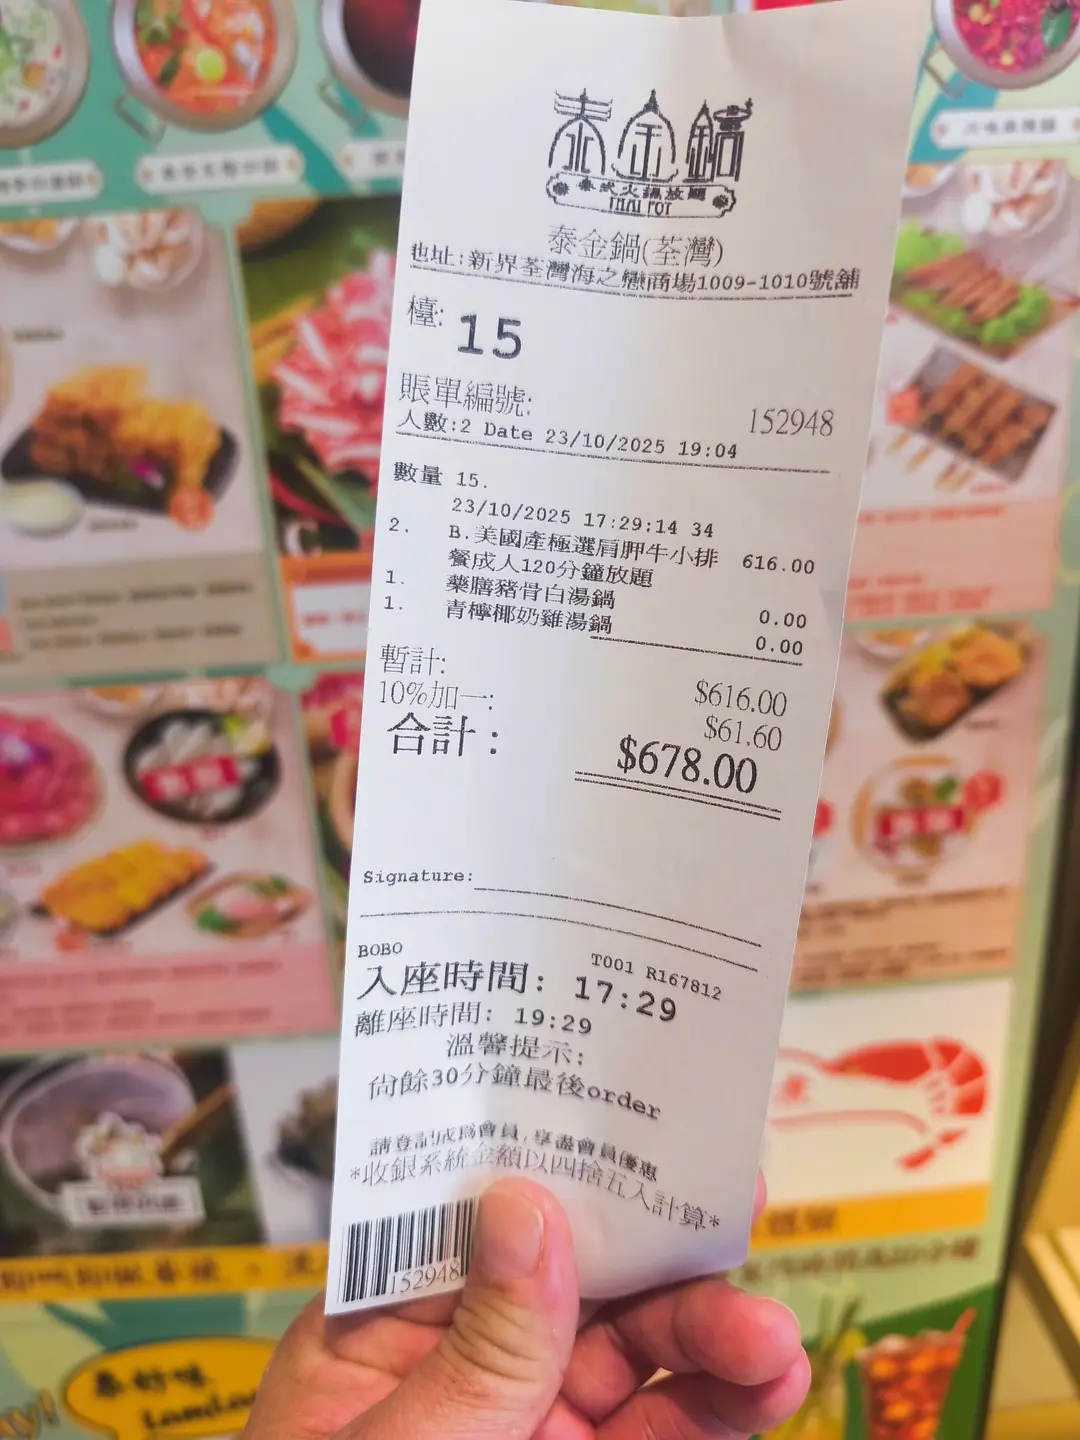 泰金鍋
泰式火鍋放題
THAI POT
泰金鍋(荃灣)
地址:新界荃灣海之戀商場1009-1010號舖
檯: 15
賬單編號: 152948
人數:2 Date 23/10/2025 19:04
數量 15.
23/10/2025 17:29:14 34
2. B.美國產極選肩胛牛小排 616.00
餐成人120分鐘放題
1. 藥膳豬骨白湯鍋 0.00
1. 青檸椰奶雞湯鍋 0.00
暫計: $616.00
10%加一: $61.60
合計: $678.00
Signature:
BOBO T001 R167812
入座時間: 17:29
離座時間: 19:29
溫馨提示:
尚餘30分鐘最後order
請登記成為會員,享盡會員優惠
*收銀系統金額以四捨五入計算*
152948
泰好味